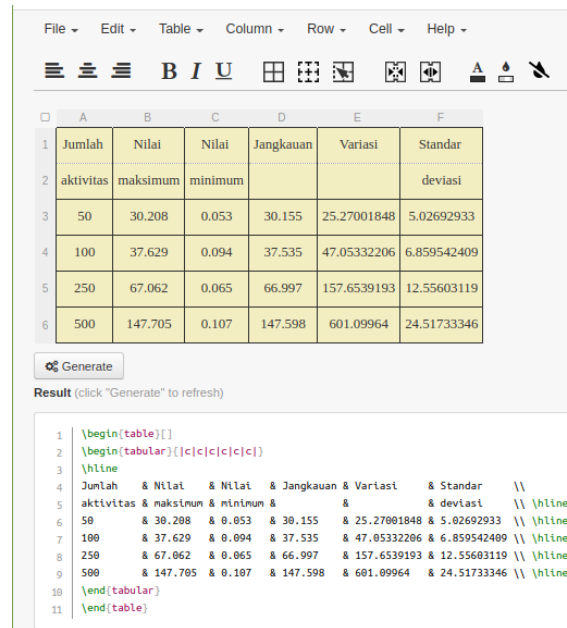 File Edit Table Column Row Cell Help
B I U A
A B C D E F
1 Jumlah Nilai Nilai Jangkauan Variasi Standar
2 aktivitas maksimum minimum deviasi
3 50 30.208 0.053 30.155 25.27001848 5.02692933
4 100 37.629 0.094 37.535 47.05332206 6.859542409
5 250 67.062 0.065 66.997 157.6539193 12.55603119
6 500 147.705 0.107 147.598 601.09964 24.51733346
Generate
Result (click "Generate" to refresh)
1 \begin{table}[]
2 \begin{tabular}{|c|c|c|c|c|c|}
3 \hline
4 Jumlah & Nilai & Nilai & Jangkauan & Variasi & Standar \\
5 aktivitas & maksimum & minimum & & & deviasi \\ \hline
6 50 & 30.208 & 0.053 & 30.155 & 25.27001848 & 5.02692933 \\ \hline
7 100 & 37.629 & 0.094 & 37.535 & 47.05332206 & 6.859542409 \\ \hline
8 250 & 67.062 & 0.065 & 66.997 & 157.6539193 & 12.55603119 \\ \hline
9 500 & 147.705 & 0.107 & 147.598 & 601.09964 & 24.51733346 \\ \hline
10 \end{tabular}
11 \end{table}